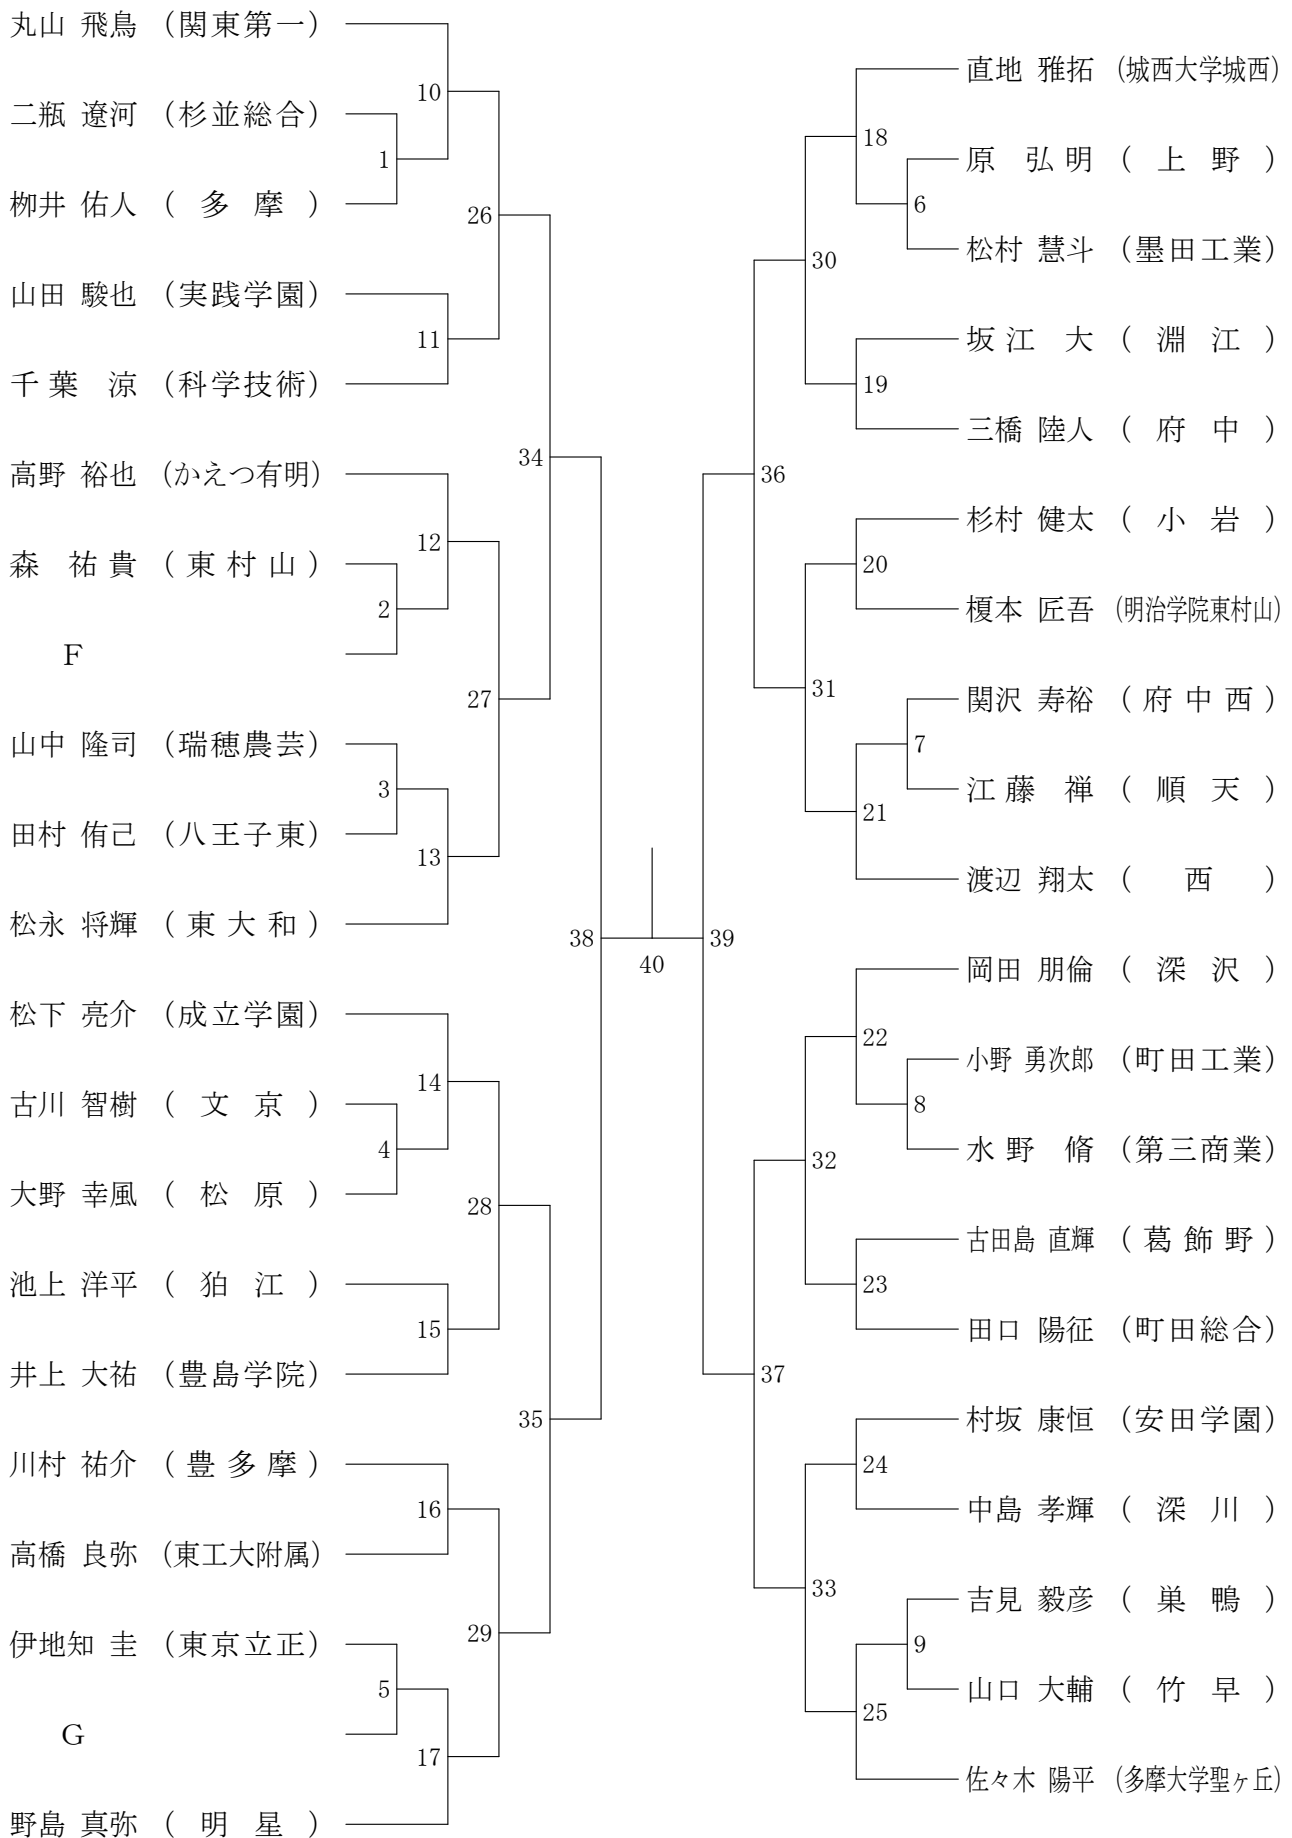 丸山 飛鳥 （関東第一）
10
二瓶 遼河 （杉並総合）
1
栁井 佑人 （ 多 摩 ）
26
山田 駿也 （実践学園）
11
千葉 涼 （科学技術）
34
高野 裕也 （かえつ有明）
12
森 祐貴 （東村山）
2
F
27
山中 隆司 （瑞穂農芸）
3
田村 侑己 （八王子東）
13
松永 将輝 （東大和）
38
松下 亮介 （成立学園）
14
古川 智樹 （ 文 京 ）
4
大野 幸風 （ 松 原 ）
28
池上 洋平 （ 狛 江 ）
15
井上 大祐 （豊島学院）
35
川村 祐介 （豊多摩）
16
高橋 良弥 （東工大附属）
29
伊地知 圭 （東京立正）
5
G
17
野島 真弥 （ 明 星 ）
40
直地 雅拓 （城西大学城西）
18
原 弘明 （ 上 野 ）
6
松村 慧斗 （墨田工業）
30
坂江 大 （ 淵 江 ）
19
三橋 陸人 （ 府 中 ）
36
杉村 健太 （ 小 岩 ）
20
榎本 匠吾 （明治学院東村山）
31
関沢 寿裕 （府中西）
7
江藤 禅 （ 順 天 ）
21
渡辺 翔太 （ 西 ）
39
岡田 朋倫 （ 深 沢 ）
22
小野 勇次郎 （町田工業）
8
水野 脩 （第三商業）
32
古田島 直輝 （葛飾野）
23
田口 陽征 （町田総合）
37
村坂 康恒 （安田学園）
24
中島 孝輝 （ 深 川 ）
33
吉見 毅彦 （ 巣 鴨 ）
9
山口 大輔 （ 竹 早 ）
25
佐々木 陽平 （多摩大学聖ヶ丘）